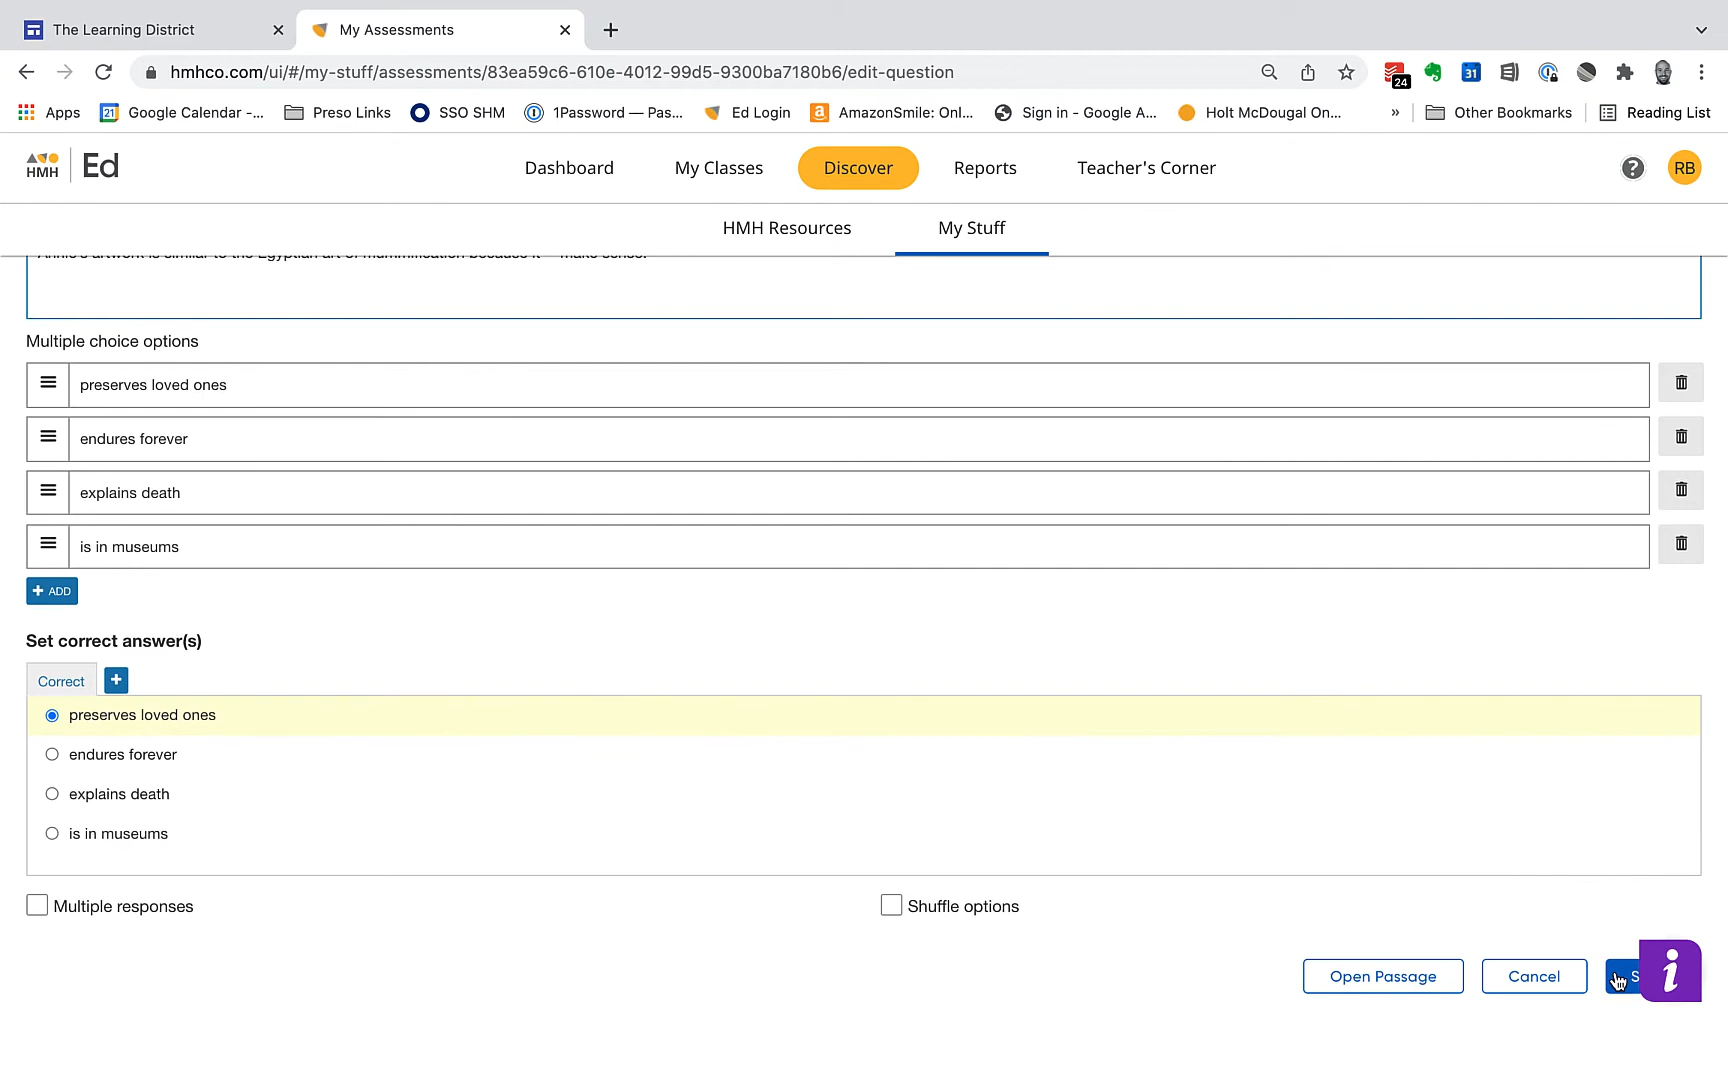 The Learning District
My Assessments
hmhco.com/ui/#/my-stuff/assessments/83ea59c6-610e-4012-99d5-9300ba7180b6/edit-question
31
24
Apps
21
Google Calendar -...
Preso Links
SSO SHM
1Password — Pas...
Ed Login
a
AmazonSmile: Onl...
Sign in - Google A...
Holt McDougal On...
»
Other Bookmarks
Reading List
HMH
Ed
Dashboard
My Classes
Discover
Reports
Teacher's Corner
?
RB
HMH Resources
My Stuff
Multiple choice options
preserves loved ones
endures forever
explains death
is in museums
+ ADD
Set correct answer(s)
Correct
+
preserves loved ones
endures forever
explains death
is in museums
Multiple responses
Shuffle options
Open Passage
Cancel
S
i